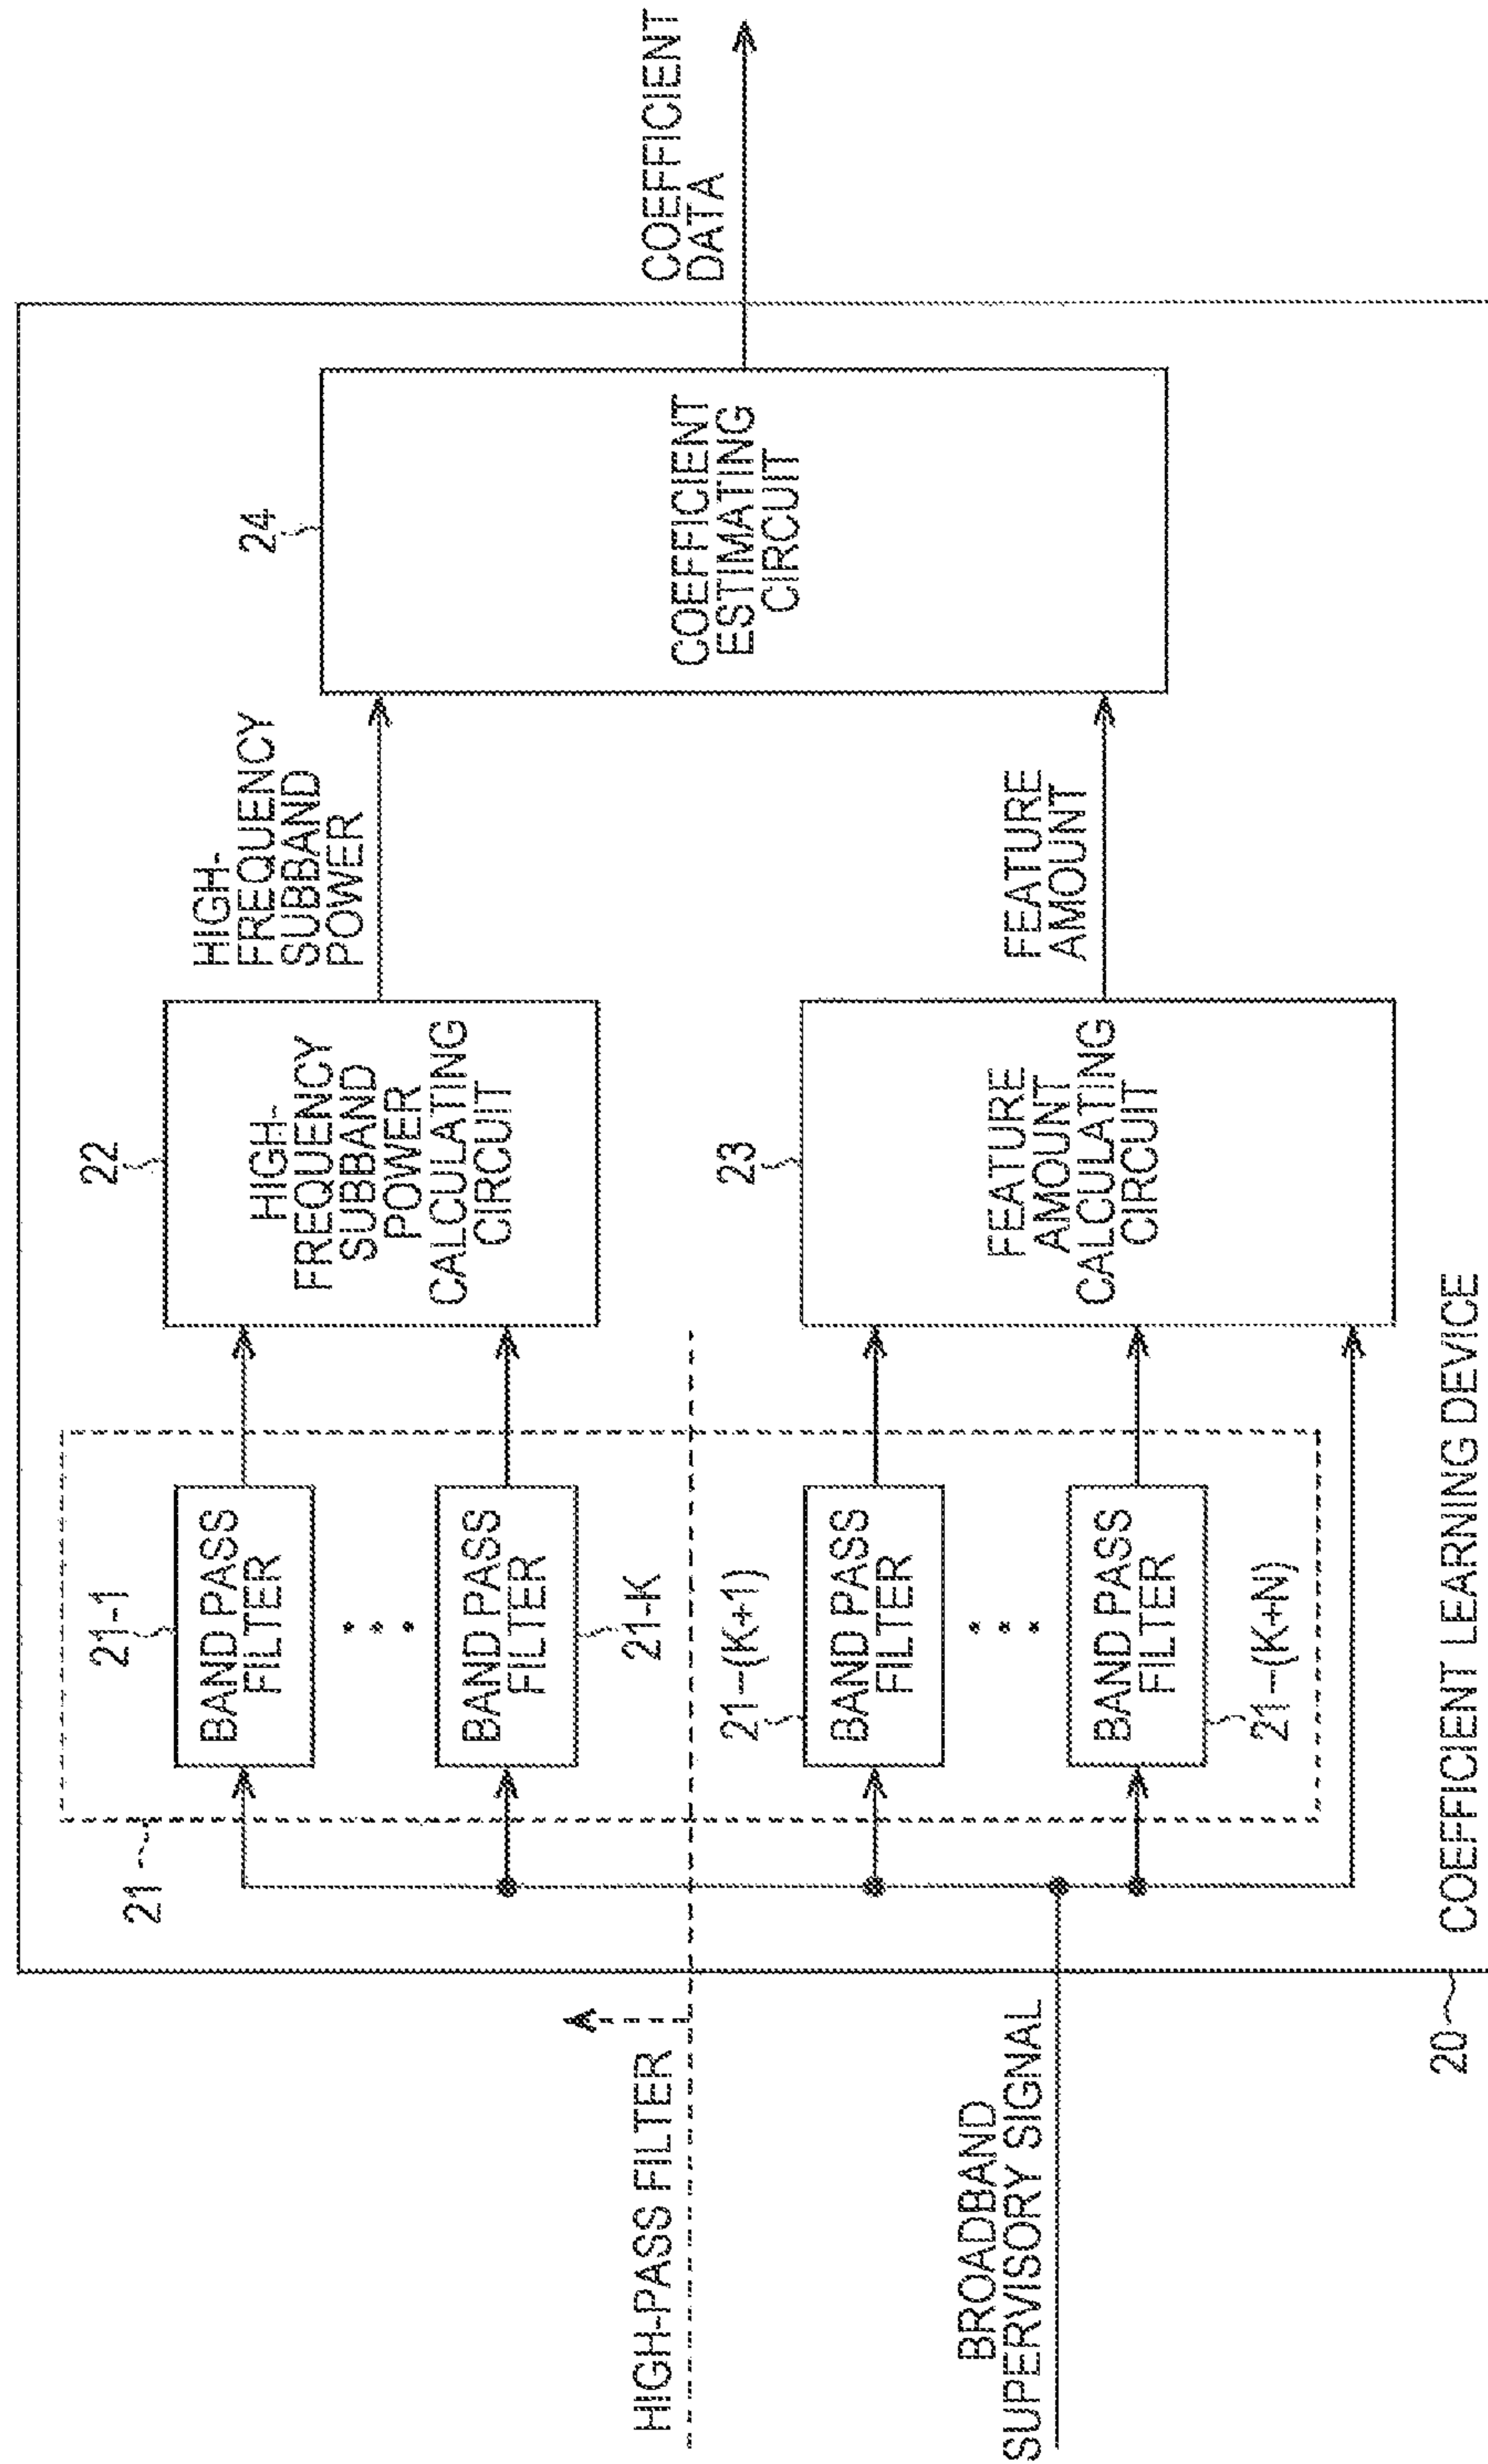 HIGH-PASS FILTER
BROADBAND
SUPERVISORY SIGNAL
20
COEFFICIENT LEARNING DEVICE
21
21-1
BAND PASS
FILTER
BAND PASS
FILTER
21-K
21-(K+1)
BAND PASS
FILTER
BAND PASS
FILTER
21-(K+N)
22
HIGH-
FREQUENCY
SUBBAND
POWER
CALCULATING
CIRCUIT
23
FEATURE
AMOUNT
CALCULATING
CIRCUIT
HIGH-
FREQUENCY
SUBBAND
POWER
FEATURE
AMOUNT
24
COEFFICIENT
ESTIMATING
CIRCUIT
COEFFICIENT
DATA